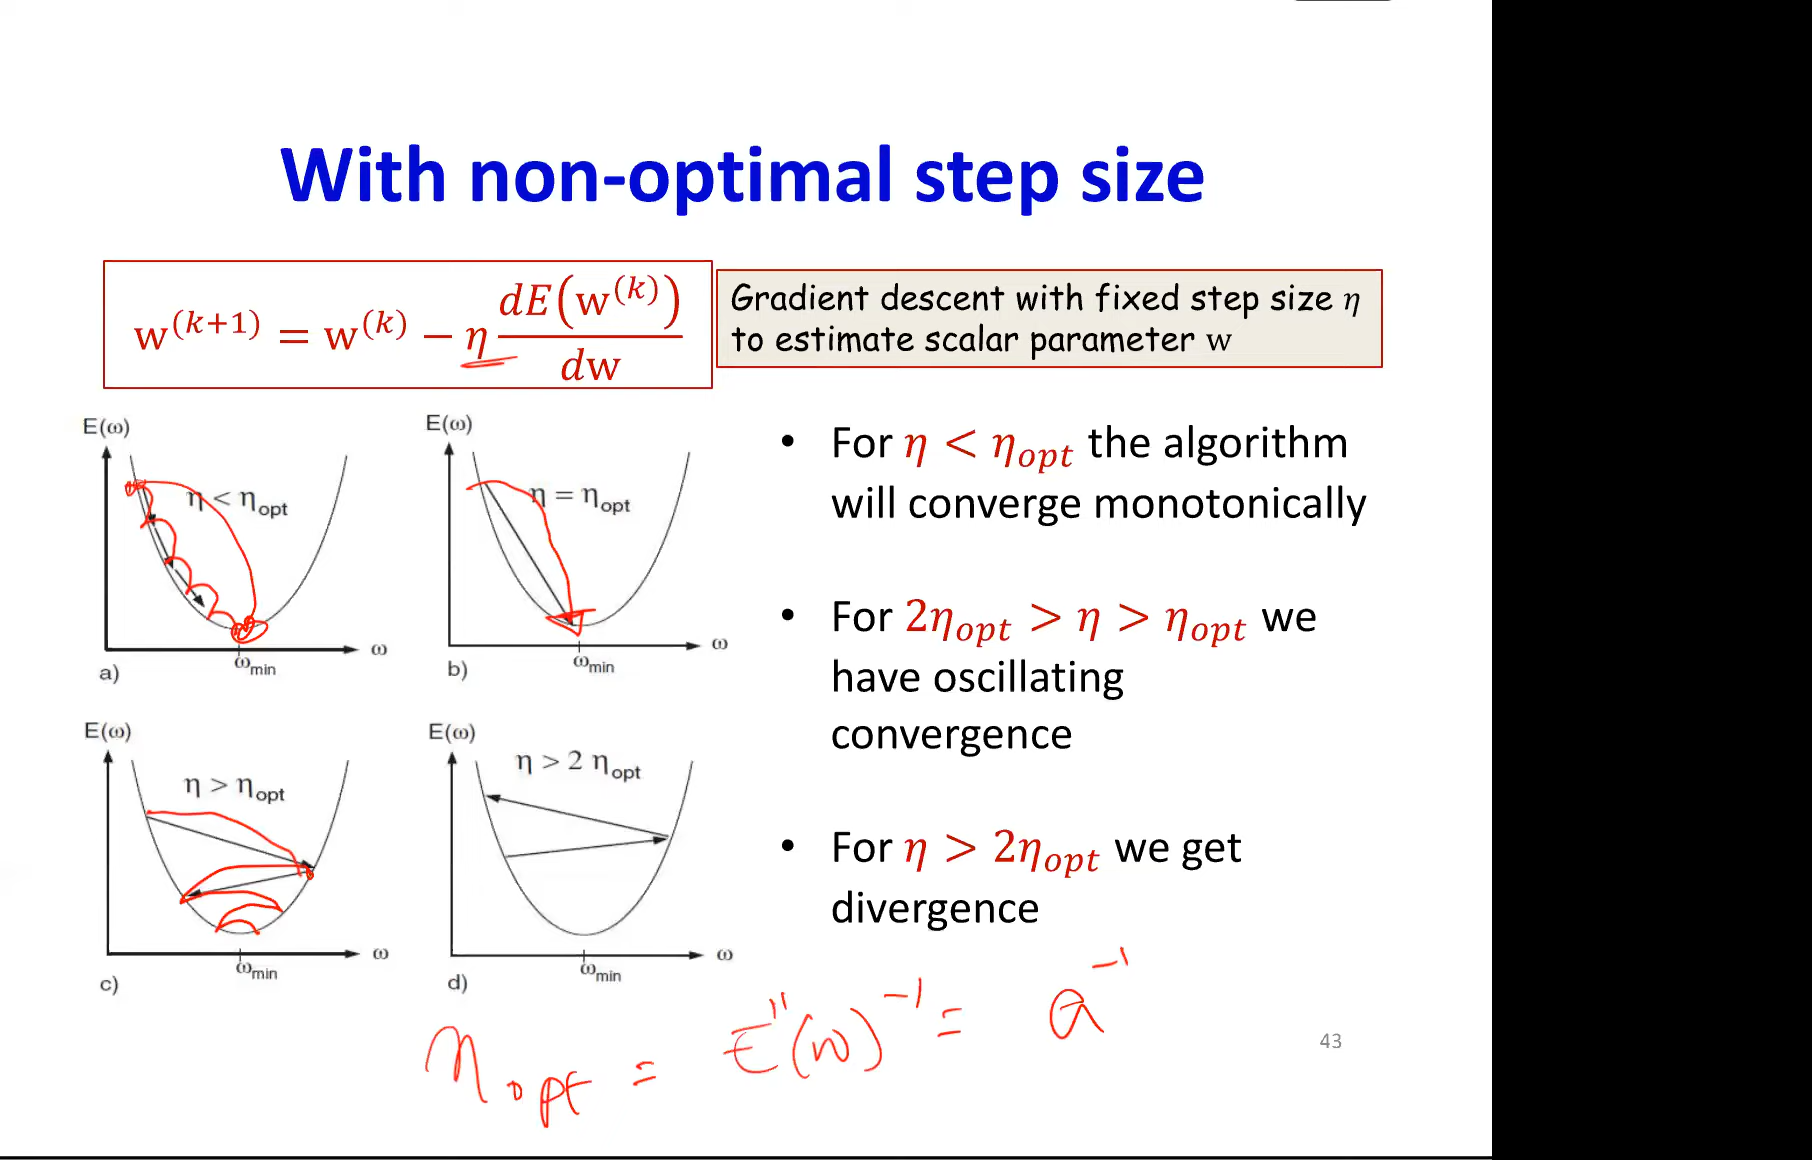 With non-optimal step size
w^(k+1) = w^(k) − η dE(w^(k))/dw
Gradient descent with fixed step size η
to estimate scalar parameter w
E(ω)
η < η_opt
ω
ω_min
a)
E(ω)
η = η_opt
ω
ω_min
b)
E(ω)
η > η_opt
ω
ω_min
c)
E(ω)
η > 2 η_opt
ω
ω_min
d)
• For η < η_opt the algorithm
will converge monotonically
• For 2η_opt > η > η_opt we
have oscillating
convergence
• For η > 2η_opt we get
divergence
η_opt = E''(w)^-1 = a^-1
43